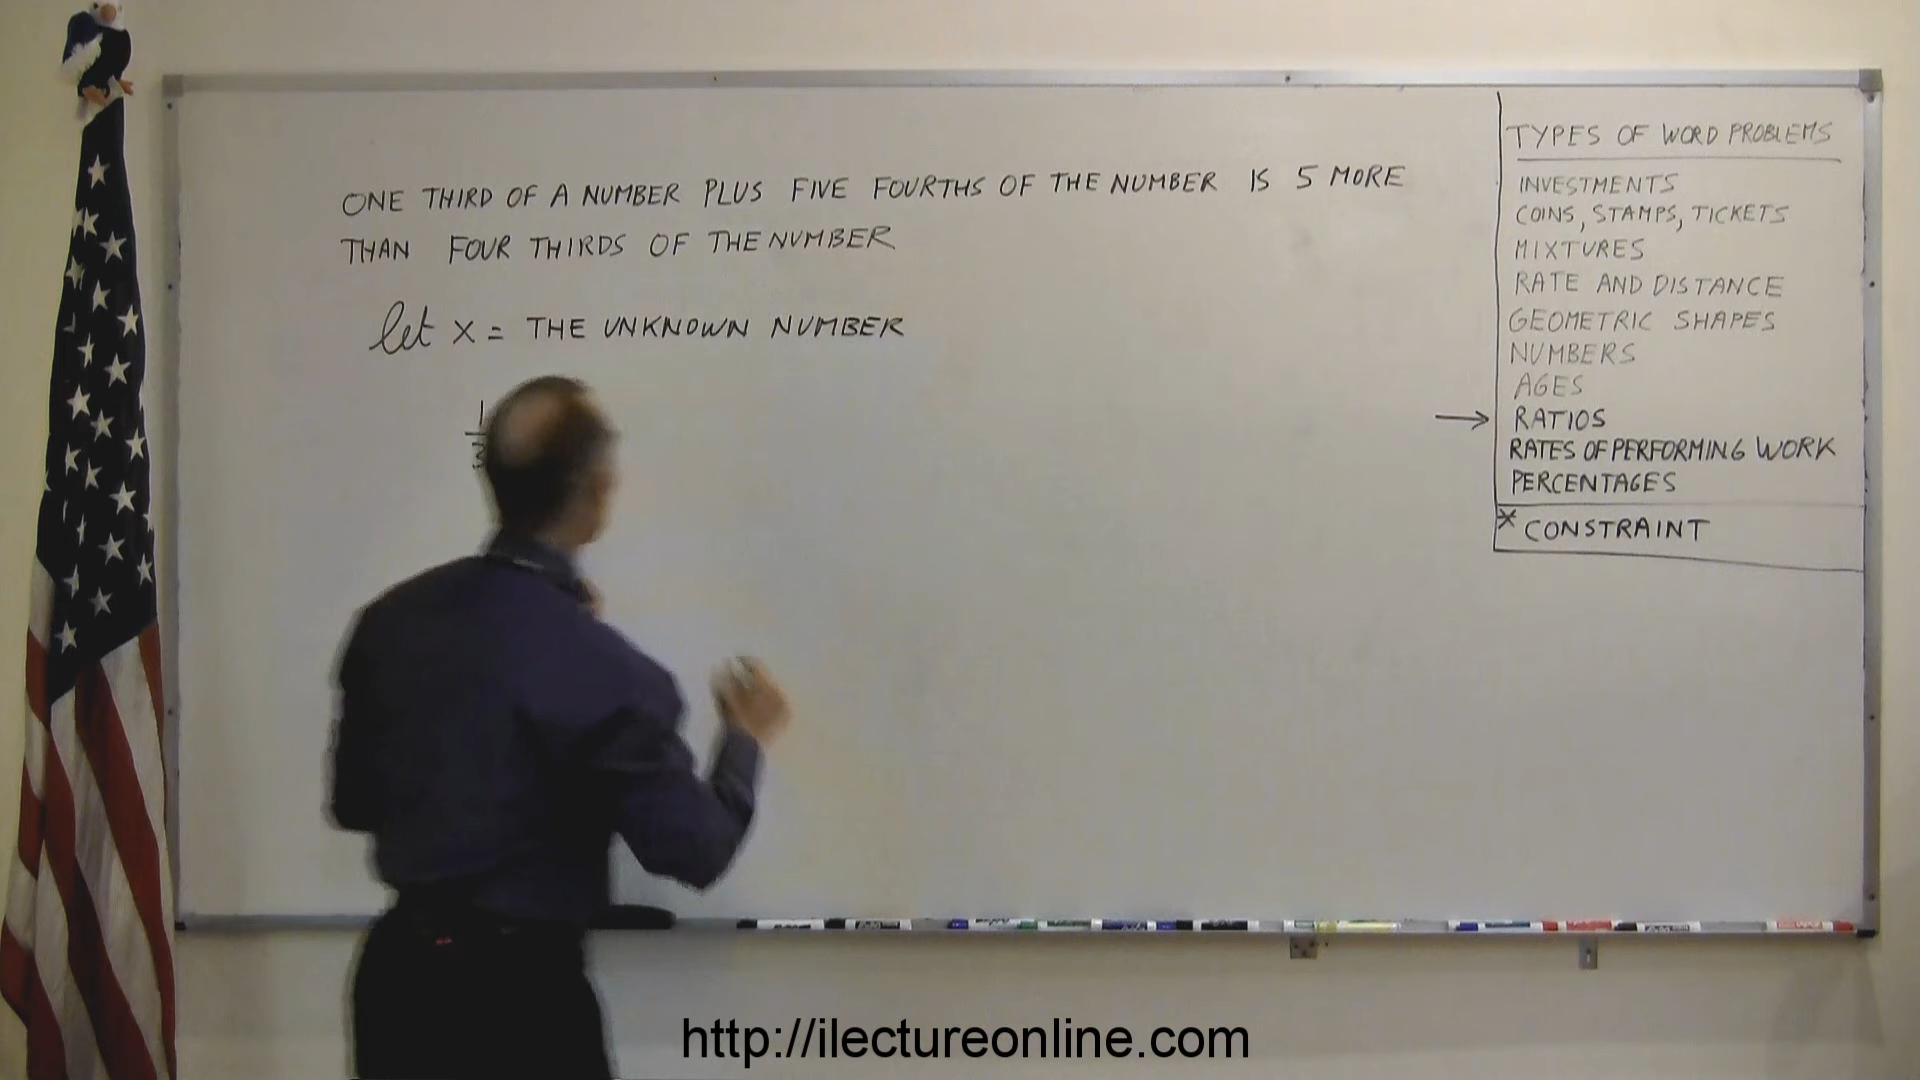 ONE THIRD OF A NUMBER PLUS FIVE FOURTHS OF THE NUMBER IS 5 MORE
THAN FOUR THIRDS OF THE NUMBER
let x = THE UNKNOWN NUMBER
1
3
TYPES OF WORD PROBLEMS
INVESTMENTS
COINS, STAMPS, TICKETS
MIXTURES
RATE AND DISTANCE
GEOMETRIC SHAPES
NUMBERS
AGES
→ RATIOS
RATES OF PERFORMING WORK
PERCENTAGES
* CONSTRAINT
http://ilectureonline.com